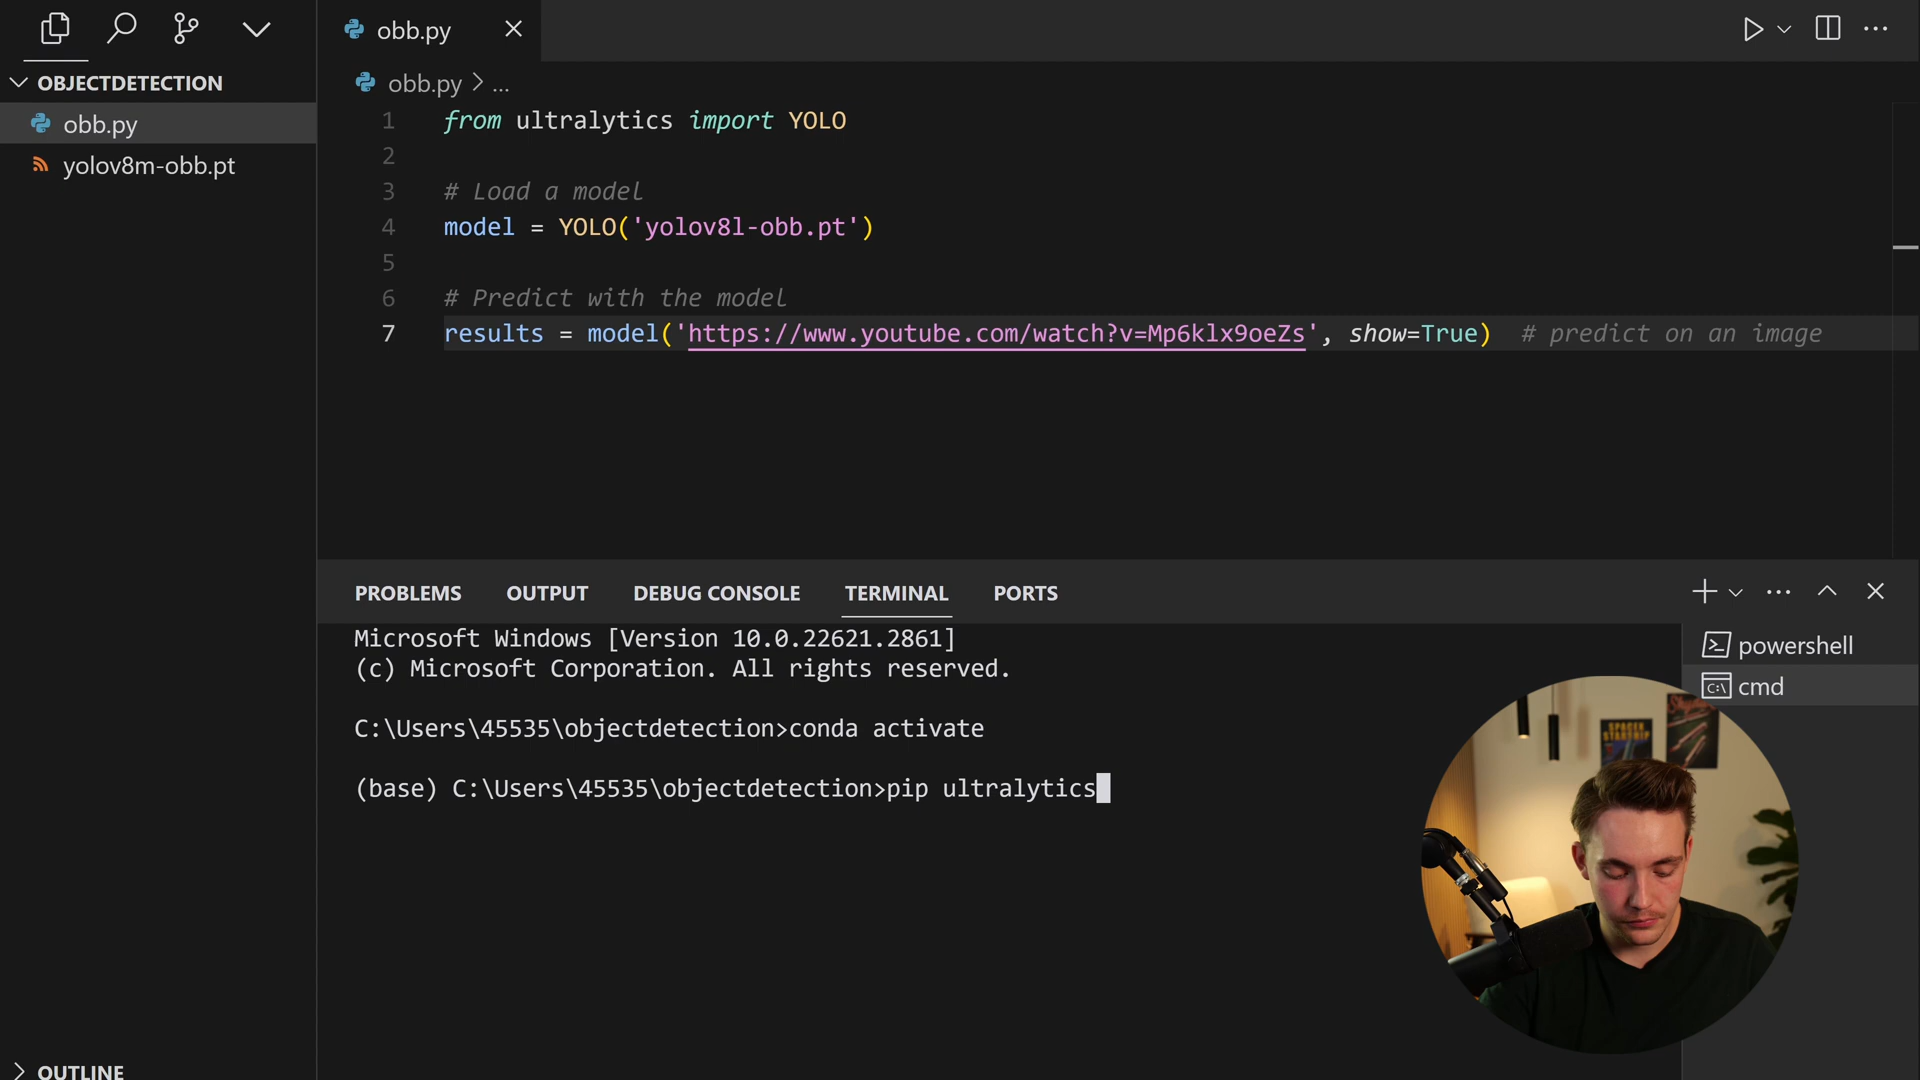 obb.py
OBJECTDETECTION
obb.py
yolov8m-obb.pt
obb.py > ...
1 from ultralytics import YOLO
2
3 # Load a model
4 model = YOLO('yolov8l-obb.pt')
5
6 # Predict with the model
7 results = model('https://www.youtube.com/watch?v=Mp6klx9oeZs', show=True)  # predict on an image
PROBLEMS OUTPUT DEBUG CONSOLE TERMINAL PORTS
Microsoft Windows [Version 10.0.22621.2861]
(c) Microsoft Corporation. All rights reserved.
C:\Users\45535\objectdetection>conda activate
(base) C:\Users\45535\objectdetection>pip ultralytics
powershell
cmd
OUTLINE